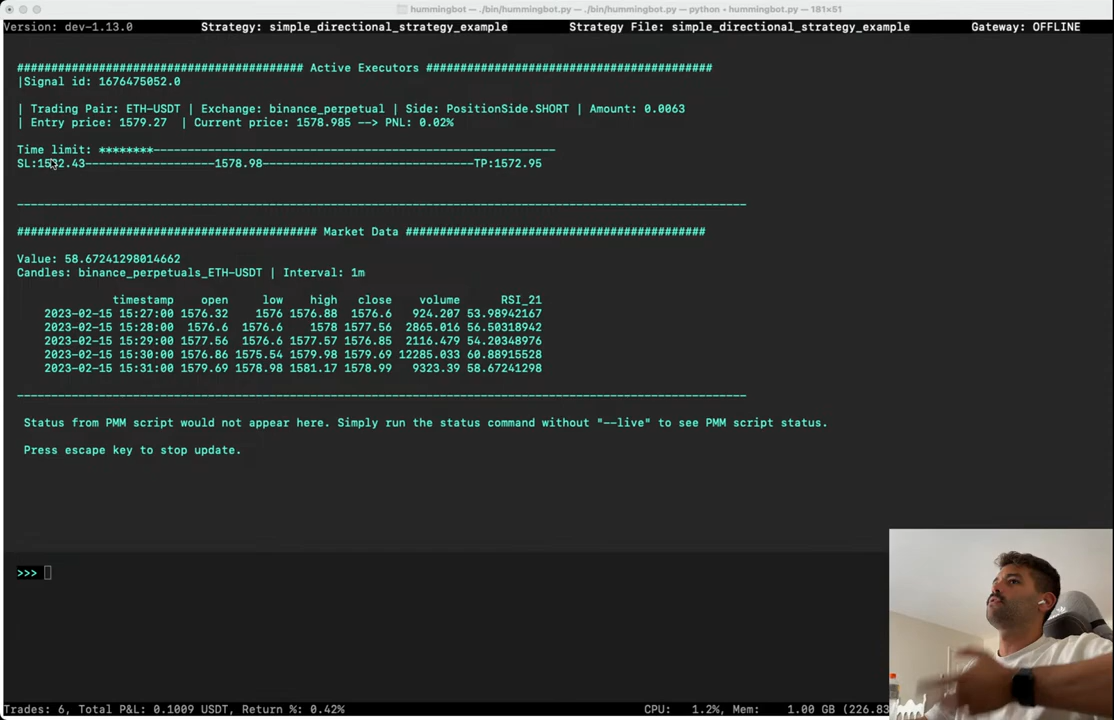 hummingbot — ./bin/hummingbot.py — ./bin/hummingbot.py — python • hummingbot.py — 181×51
Version: dev-1.13.0 Strategy: simple_directional_strategy_example Strategy File: simple_directional_strategy_example Gateway: OFFLINE
########################################## Active Executors ##########################################
|Signal id: 1676475052.0
| Trading Pair: ETH-USDT | Exchange: binance_perpetual | Side: PositionSide.SHORT | Amount: 0.0063
| Entry price: 1579.27 | Current price: 1578.985 --> PNL: 0.02%
Time limit: ********-----------------------------------------------------------
SL: -------------------1578.98-------------------------------TP:1572.95
-----------------------------------------------------------------------------------------------------------
############################################ Market Data ############################################
Value: 58.67241298014662
Candles: binance_perpetuals_ETH-USDT | Interval: 1m
timestamp open low high close volume RSI_21
2023-02-15 15:27:00 1576.32 1576 1576.88 1576.6 924.207 53.98942167
2023-02-15 15:28:00 1576.6 1576.6 1578 1577.56 2865.016 56.50318942
2023-02-15 15:29:00 1577.56 1576.6 1577.57 1576.85 2116.479 54.20348976
2023-02-15 15:30:00 1576.86 1575.54 1579.98 1579.69 12285.033 60.88915528
2023-02-15 15:31:00 1579.69 1578.98 1581.17 1578.99 9323.39 58.67241298
-----------------------------------------------------------------------------------------------------------
Status from PMM script would not appear here. Simply run the status command without "--live" to see PMM script status.
Press escape key to stop update.
>>>
Trades: 6, Total P&L: 0.1009 USDT, Return %: 0.42% CPU: 1.2%, Mem: 1.00 GB (226.83